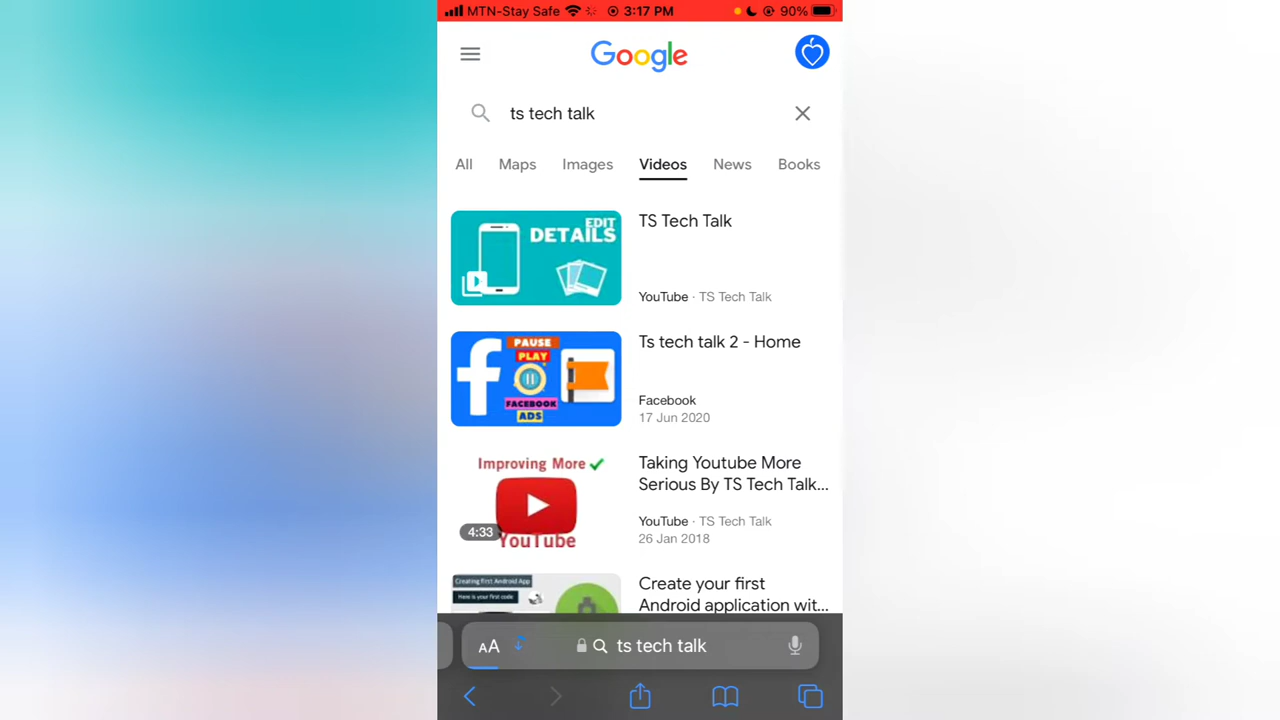 MTN-Stay Safe 3:17 PM 90%
Google
ts tech talk
All Maps Images Videos News Books
EDIT
DETAILS
TS Tech Talk
YouTube · TS Tech Talk
PAUSE
PLAY
FACEBOOK
ADS
Ts tech talk 2 - Home
Facebook
17 Jun 2020
Improving More
YouTube
4:33
Taking Youtube More
Serious By TS Tech Talk...
YouTube · TS Tech Talk
26 Jan 2018
Creating first Android App
Here is your first code
Create your first
Android application wit...
AA ts tech talk